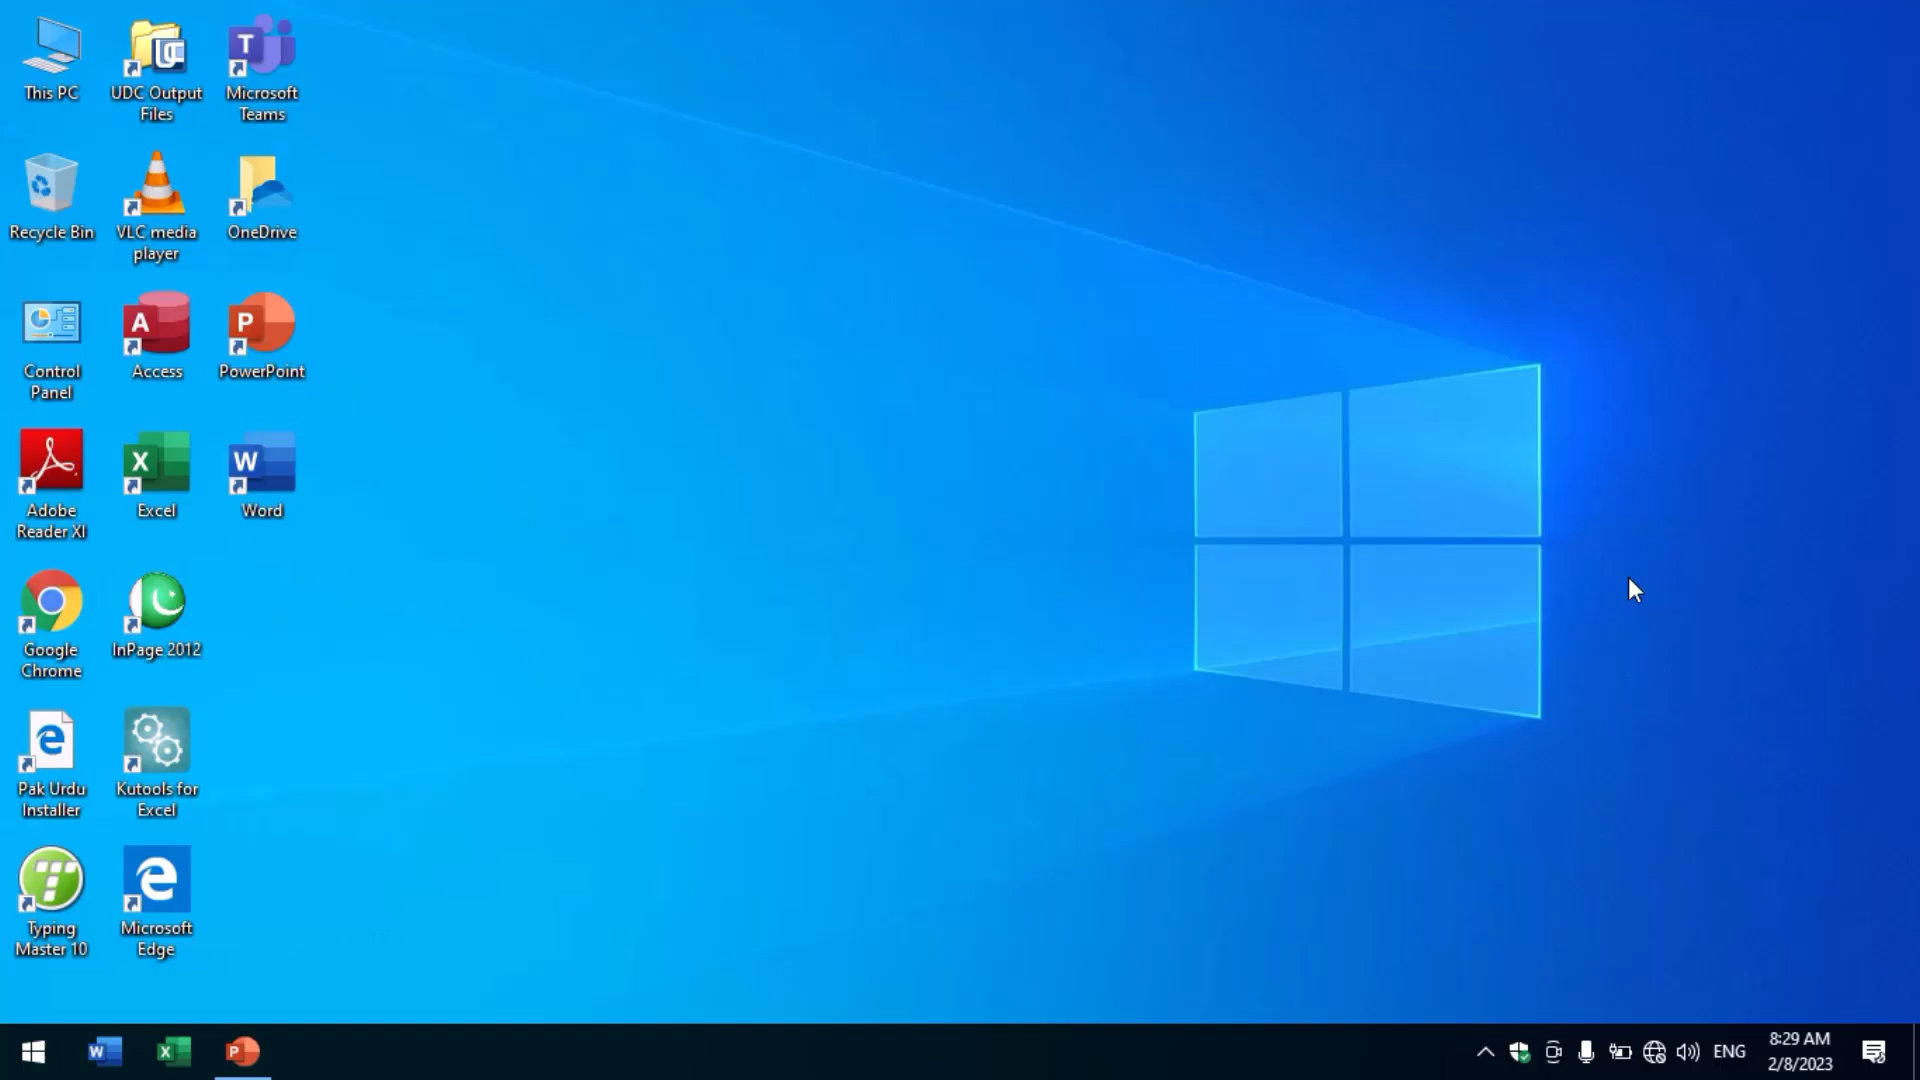 This PC
UDC Output
Files
Microsoft
Teams
Recycle Bin
VLC media
player
OneDrive
Control
Panel
Access
PowerPoint
Adobe
Reader XI
Excel
Word
Google
Chrome
InPage 2012
Pak Urdu
Installer
Kutools for
Excel
Typing
Master 10
Microsoft
Edge
ENG
8:29 AM
2/8/2023